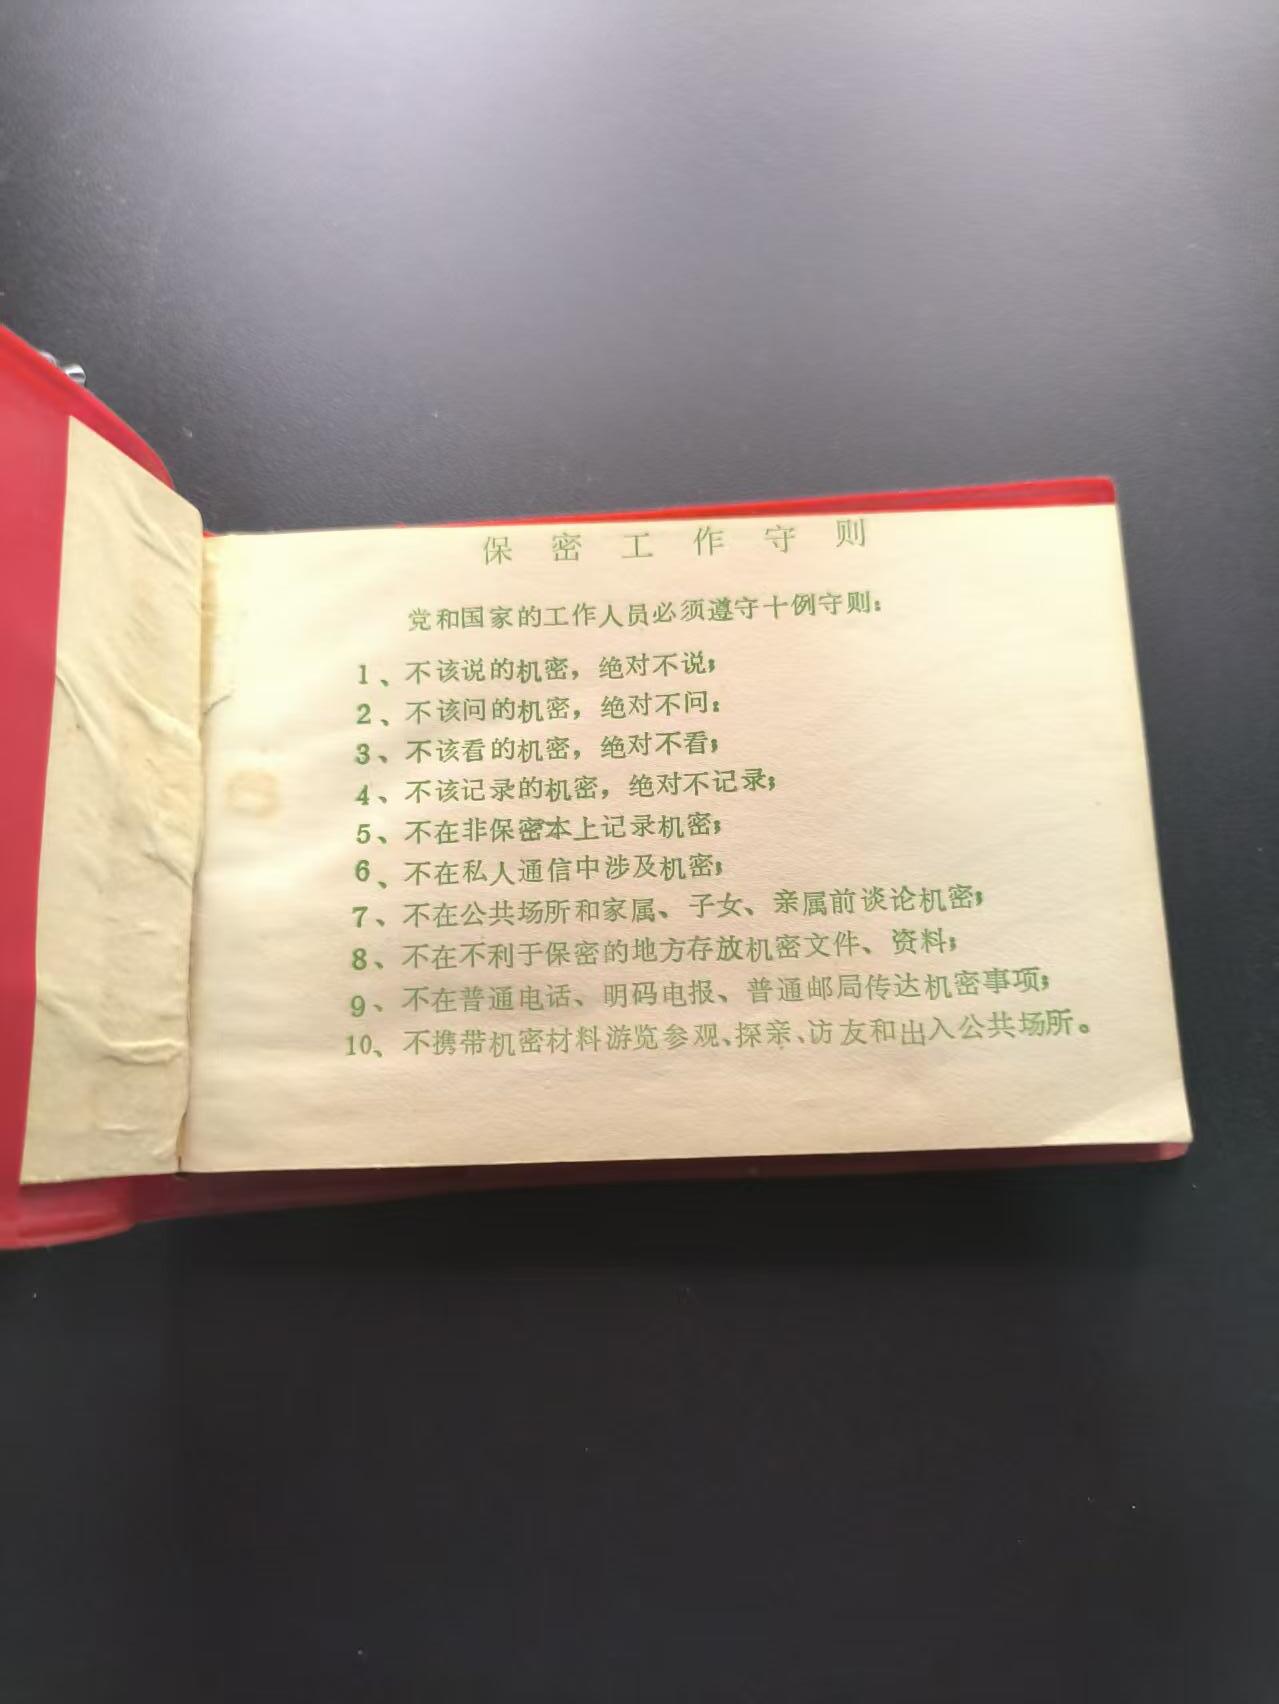 保密工作守则
党和国家的工作人员必须遵守十例守则：
1、不该说的机密，绝对不说；
2、不该问的机密，绝对不问：
3、不该看的机密，绝对不看；
4、不该记录的机密，绝对不记录；
5、不在非保密本上记录机密；
6、不在私人通信中涉及机密；
7、不在公共场所和家属、子女、亲属前谈论机密；
8、不在不利于保密的地方存放机密文件、资料；
9、不在普通电话、明码电报、普通邮局传达机密事项；
10、不携带机密材料游览参观、探亲、访友和出入公共场所。